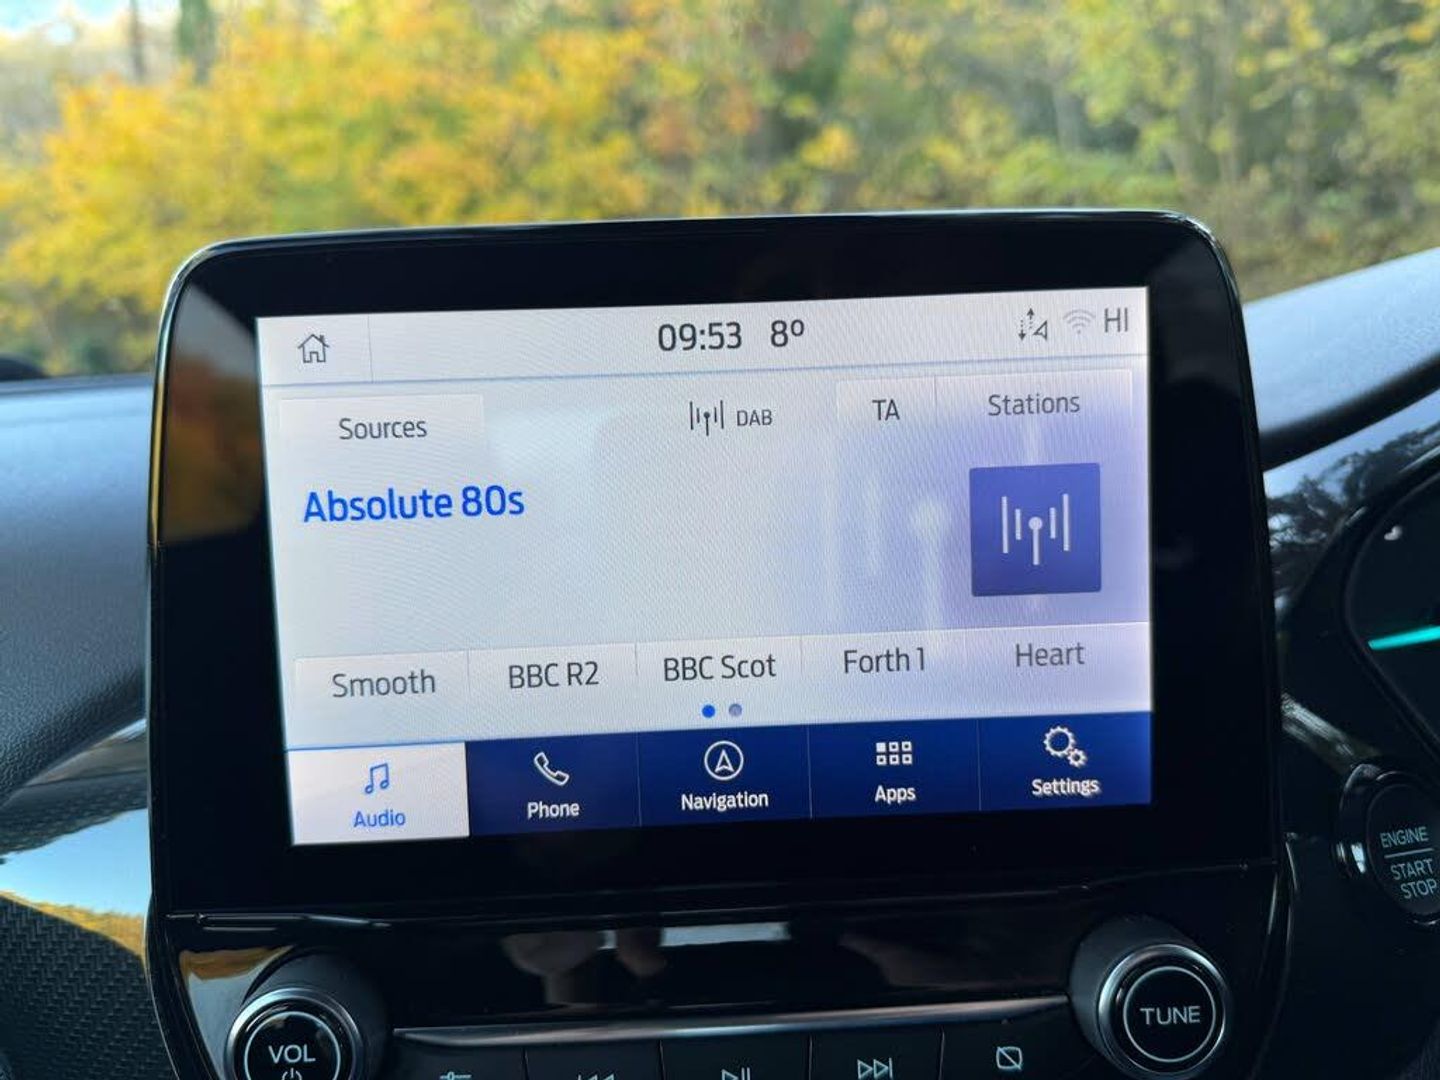 09:53 8º HI
Sources DAB TA Stations
Absolute 80s
Smooth BBC R2 BBC Scot Forth 1 Heart
Audio Phone Navigation Apps Settings
ENGINE
START
STOP
VOL TUNE